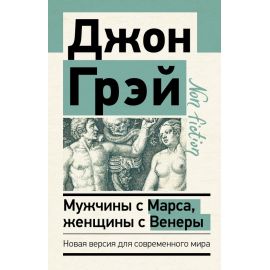 Джон
Грэй
Non Fiction
Мужчины с Марса,
женщины с Венеры
Новая версия для современного мира